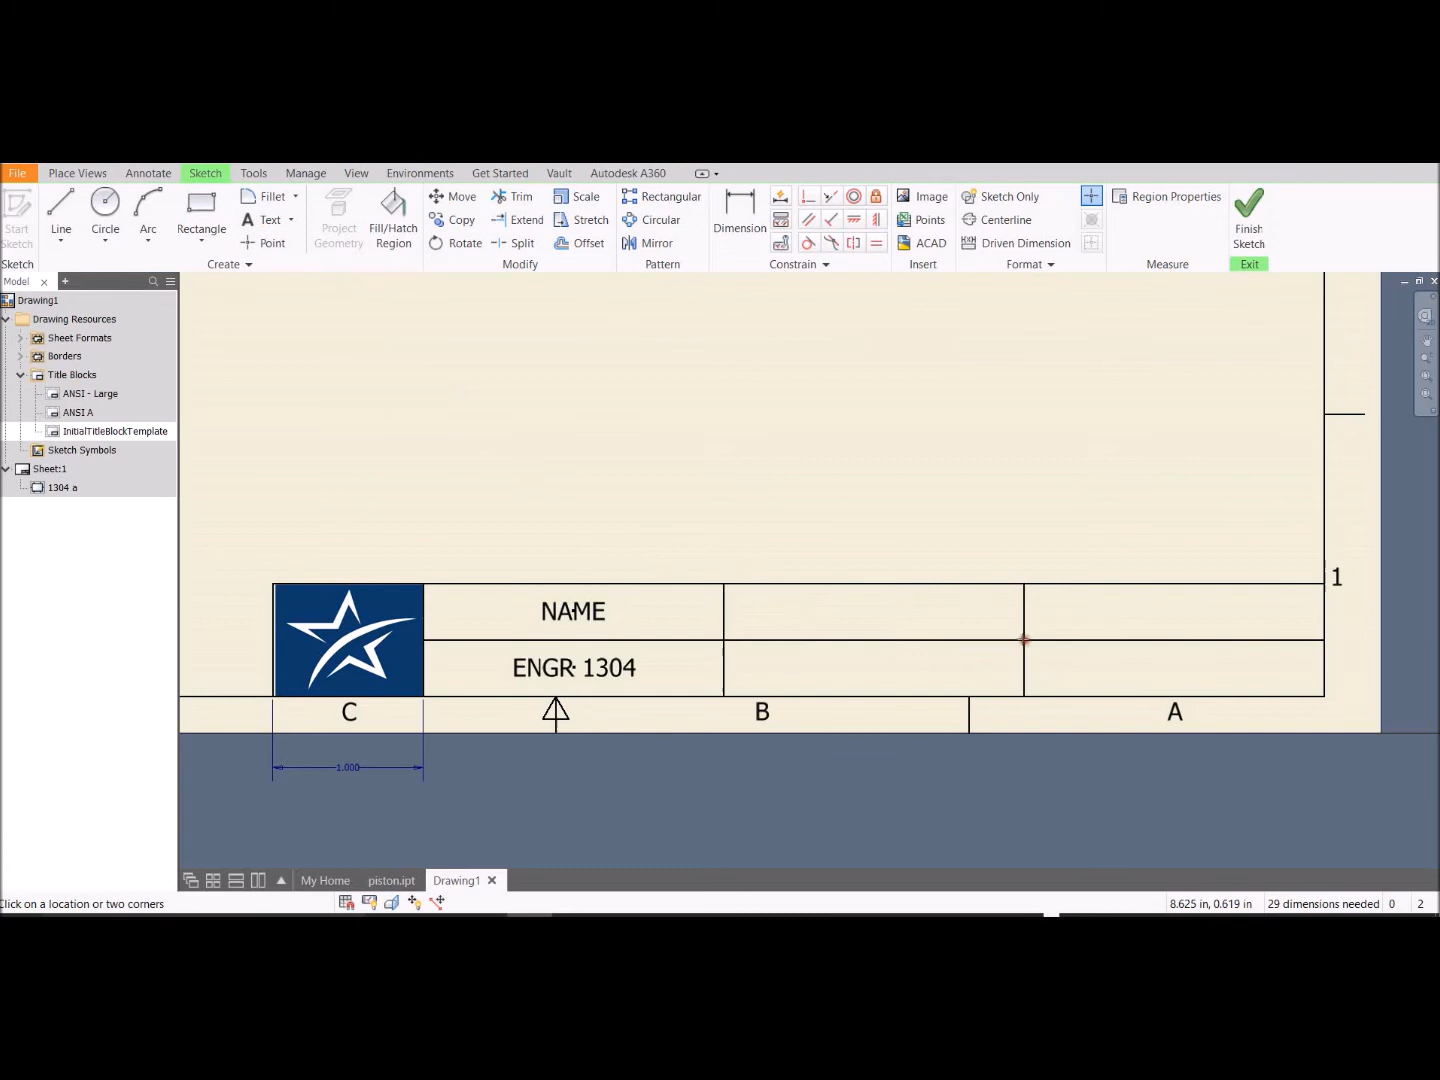 File Place Views Annotate Sketch Tools Manage View Environments Get Started Vault Autodesk A360
Start Sketch
Line
Circle
Arc
Rectangle
Fillet
Text
Point
Project Geometry
Fill/Hatch Region
Move
Copy
Rotate
Trim
Extend
Split
Scale
Stretch
Offset
Rectangular
Circular
Mirror
Dimension
Image
Points
ACAD
Sketch Only
Centerline
Driven Dimension
Region Properties
Finish Sketch
Sketch Create Modify Pattern Constrain Insert Format Measure Exit
Model
Drawing1
Drawing Resources
Sheet Formats
Borders
Title Blocks
ANSI - Large
ANSI A
InitialTitleBlockTemplate
Sketch Symbols
Sheet:1
1304 a
1
NAME
ENGR 1304
C B A
1.000
My Home piston.ipt Drawing1
Click on a location or two corners
8.625 in, 0.619 in 29 dimensions needed 0 2